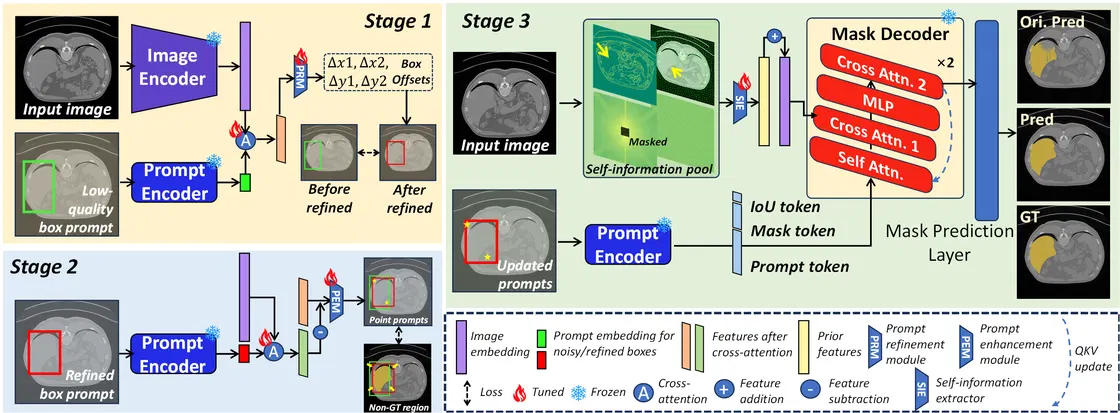 Stage 1
Image
Encoder
Input image
PRM
Δx1, Δx2,
Δy1, Δy2
Box
Offsets
A
Low-
quality
box prompt
Prompt
Encoder
Before
refined
After
refined
Stage 2
Refined
box prompt
Prompt
Encoder
A
-
PEM
Point prompts
Non-GT region
Stage 3
Input image
Masked
Self-information pool
SIE
+
Mask Decoder
×2
Cross Attn. 2
MLP
Cross Attn. 1
Self Attn.
Updated
prompts
Prompt
Encoder
IoU token
Mask token
Prompt token
Mask Prediction
Layer
Ori. Pred
Pred
GT
Image
embedding
Prompt embedding for
noisy/refined boxes
Features after
cross-attention
Prior
features
PRM
Prompt
refinement
module
PEM
Prompt
enhancement
module
QKV
update
Loss
Tuned
Frozen
A
Cross-
attention
+
Feature
addition
-
Feature
subtraction
SIE
Self-information
extractor